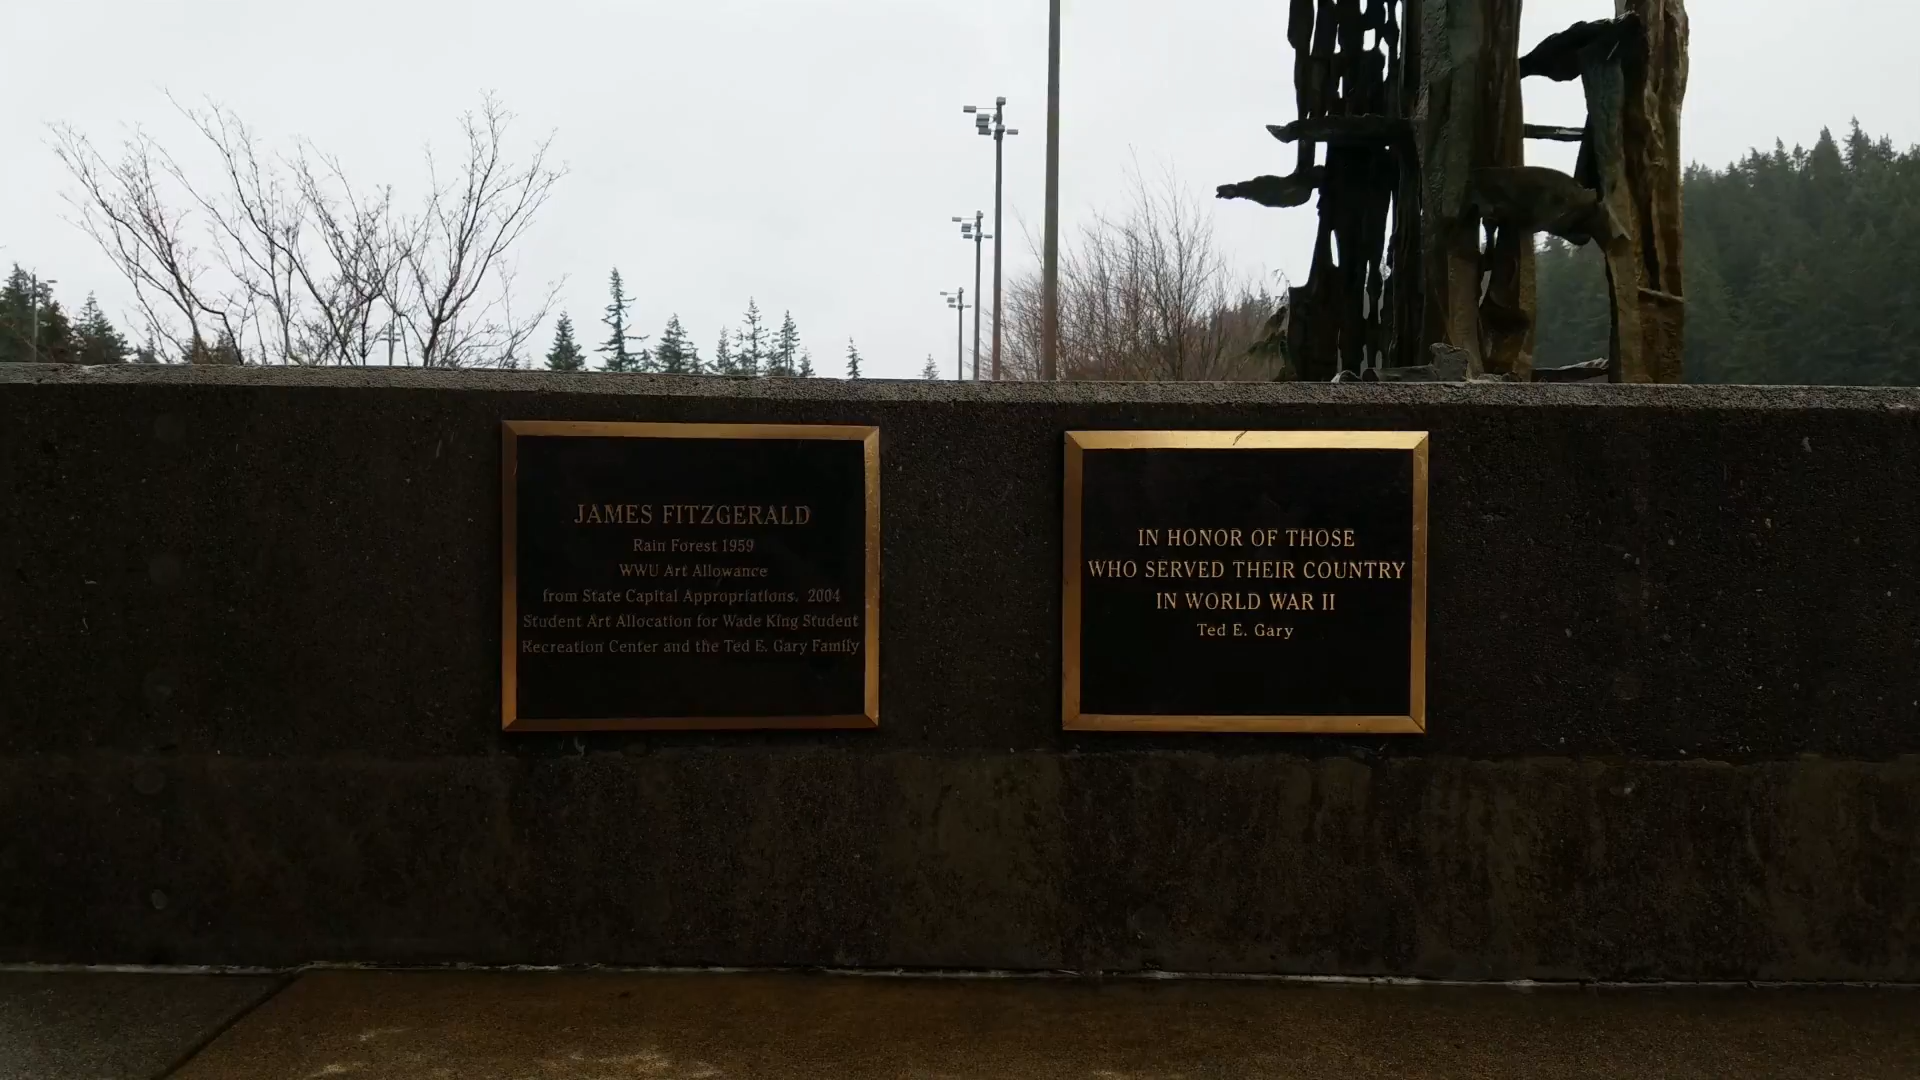 JAMES FITZGERALD
Rain Forest 1959
WWU Art Allowance
from State Capital Appropriations. 2004
Student Art Allocation for Wade King Student
Recreation Center and the Ted E. Gary Family
IN HONOR OF THOSE
WHO SERVED THEIR COUNTRY
IN WORLD WAR II
Ted E. Gary